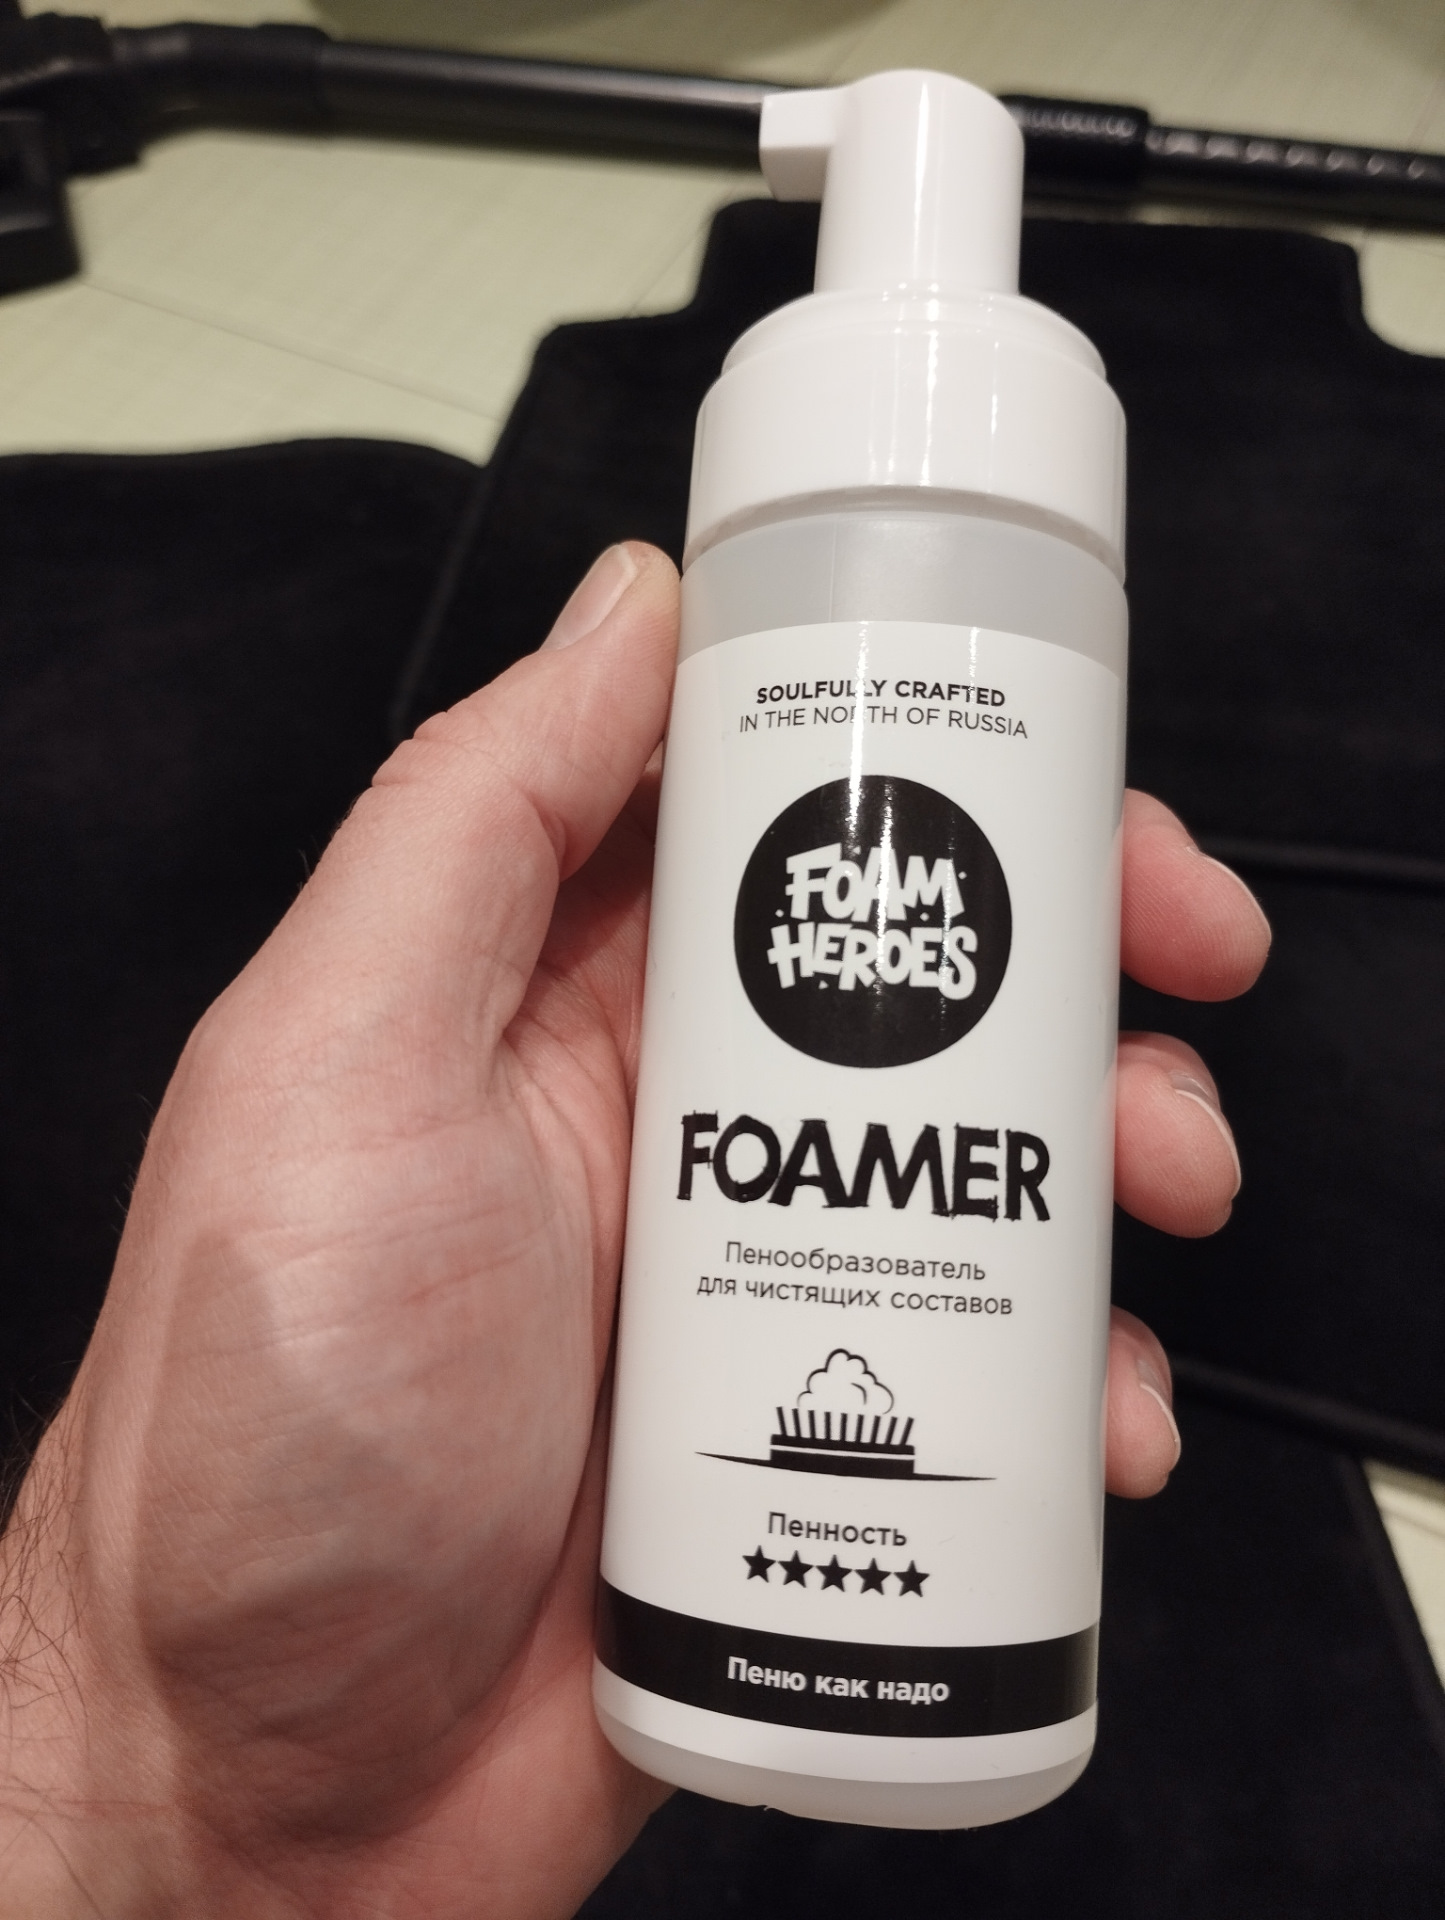 SOULFULLY CRAFTED
IN THE NORTH OF RUSSIA
FOAM
HEROES
FOAMER
Пенообразователь
для чистящих составов
Пенность
★★★★★
Пеню как надо